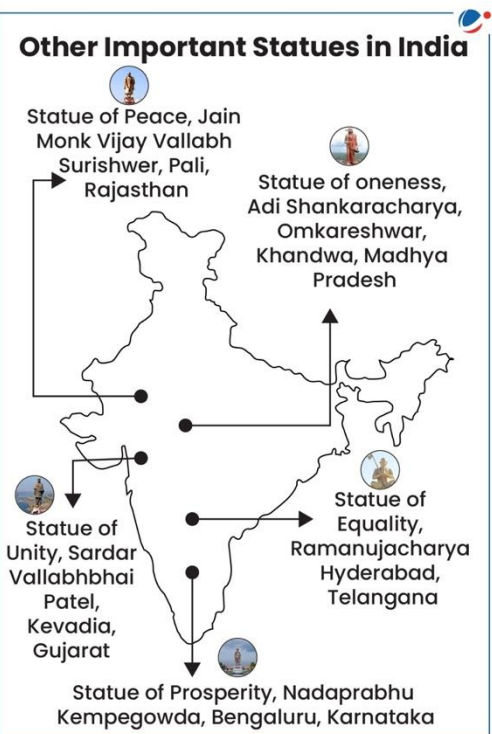 Other Important Statues in India
Statue of Peace, Jain
Monk Vijay Vallabh
Surishwer, Pali,
Rajasthan
Statue of oneness,
Adi Shankaracharya,
Omkareshwar,
Khandwa, Madhya
Pradesh
Statue of
Unity, Sardar
Vallabhbhai
Patel,
Kevadia,
Gujarat
Statue of
Equality,
Ramanujacharya
Hyderabad,
Telangana
Statue of Prosperity, Nadaprabhu
Kempegowda, Bengaluru, Karnataka